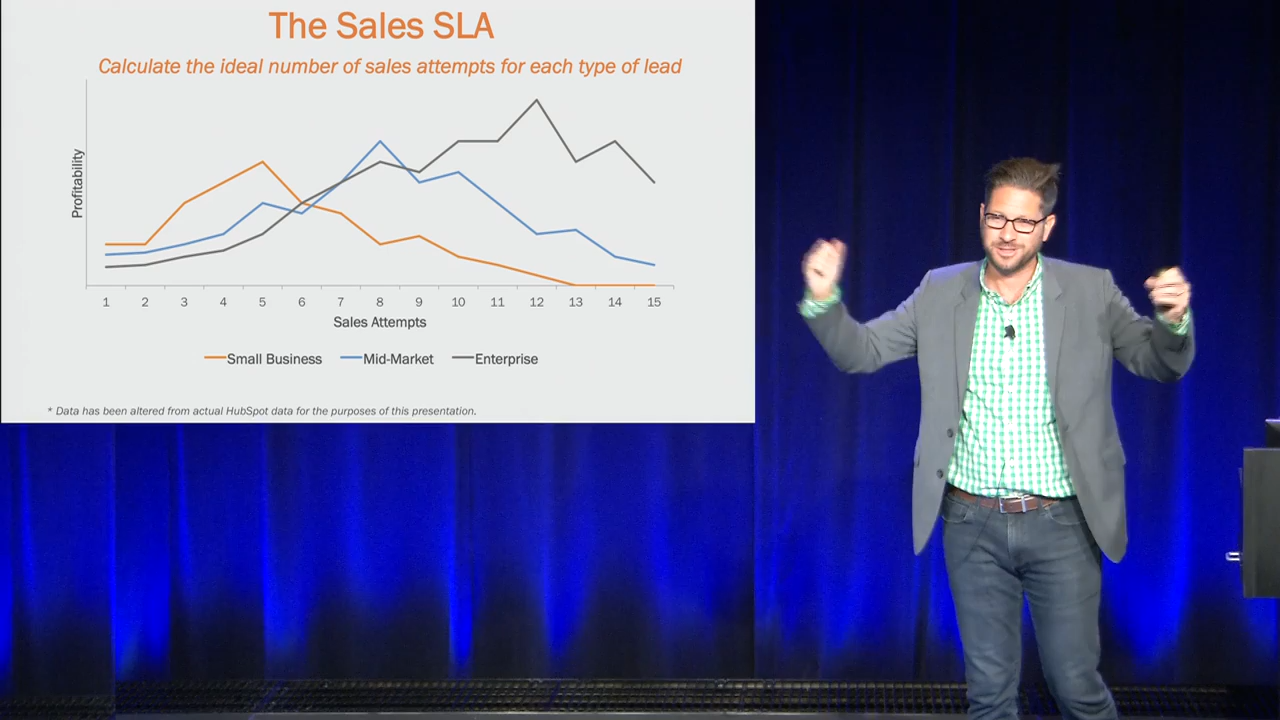 The Sales SLA
Calculate the ideal number of sales attempts for each type of lead
Profitability
1 2 3 4 5 6 7 8 9 10 11 12 13 14 15
Sales Attempts
Small Business Mid-Market Enterprise
* Data has been altered from actual HubSpot data for the purposes of this presentation.